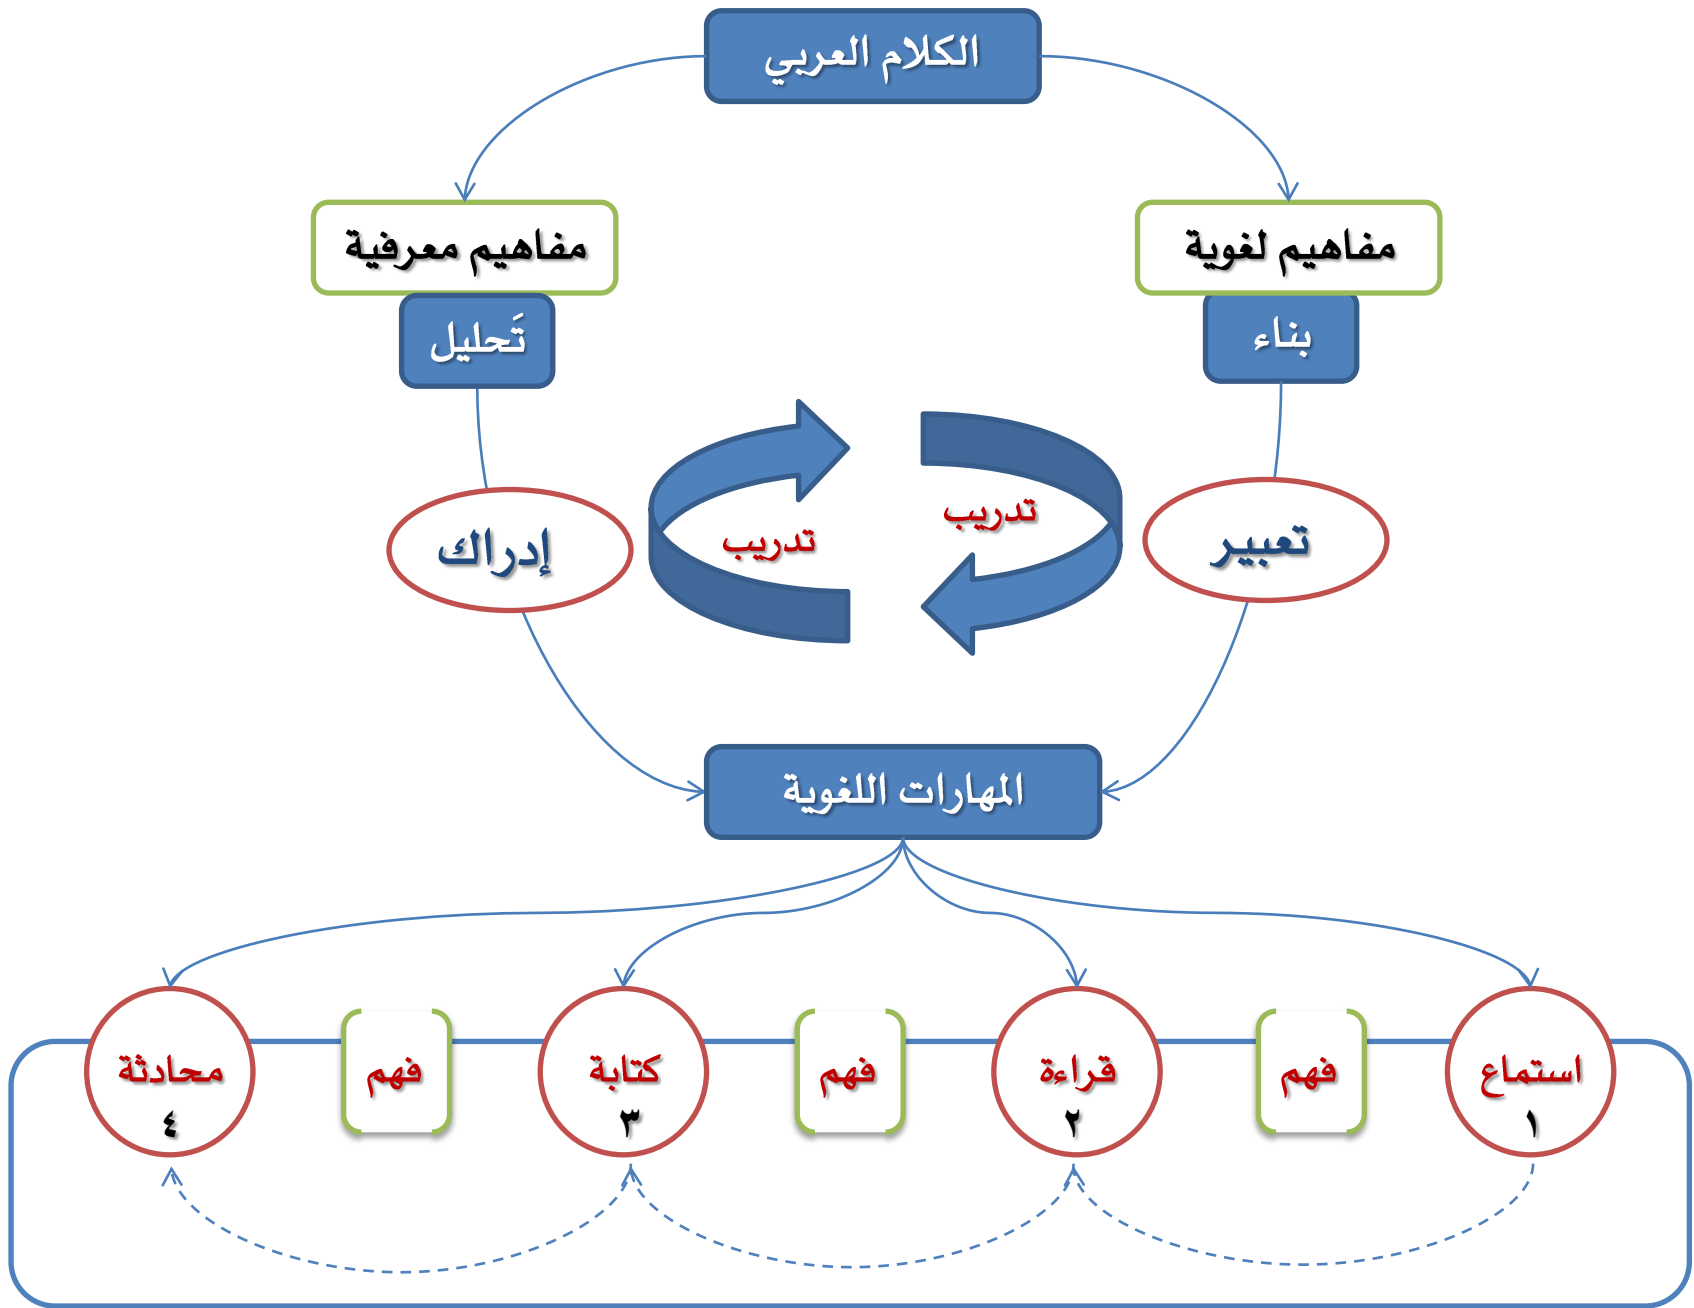 الكلام العربي
مفاهيم لغوية
مفاهيم معرفية
بناء
تَحليل
تدريب
تدريب
تعبير
إدراك
المهارات اللغوية
استماع
١
فهم
قراءة
٢
فهم
كتابة
٣
فهم
محادثة
٤